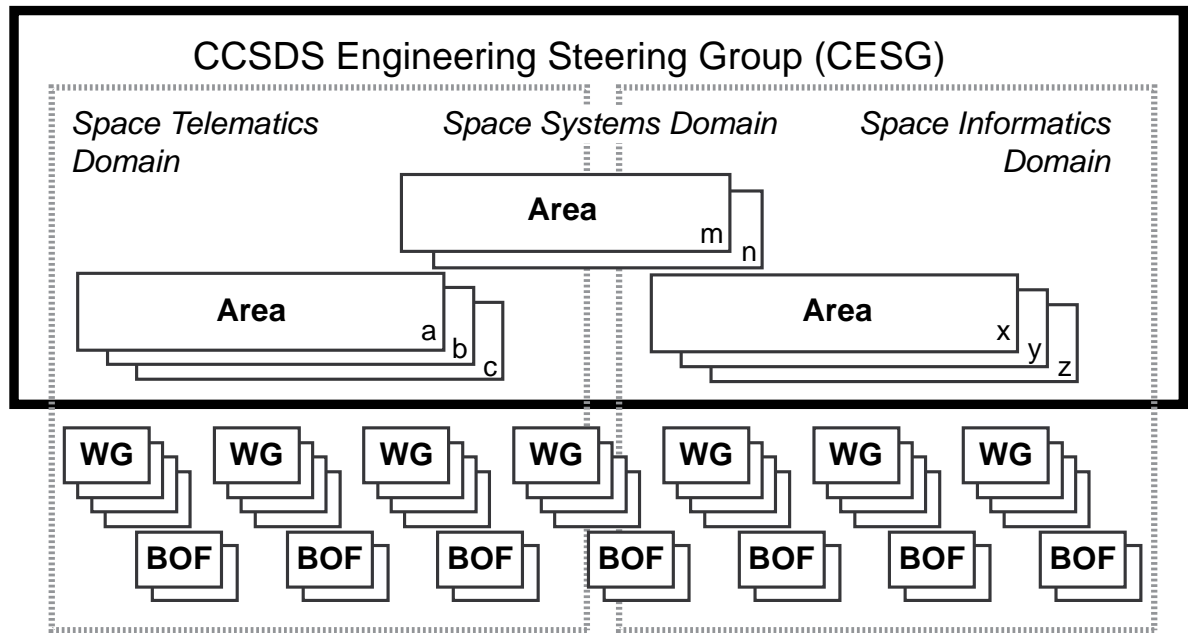 CCSDS Engineering Steering Group (CESG)
Space Telematics
Domain
Space Systems Domain
Space Informatics
Domain
Area
m
n
Area
a
b
c
Area
x
y
z
WG WG WG WG WG WG WG
BOF BOF BOF BOF BOF BOF BOF